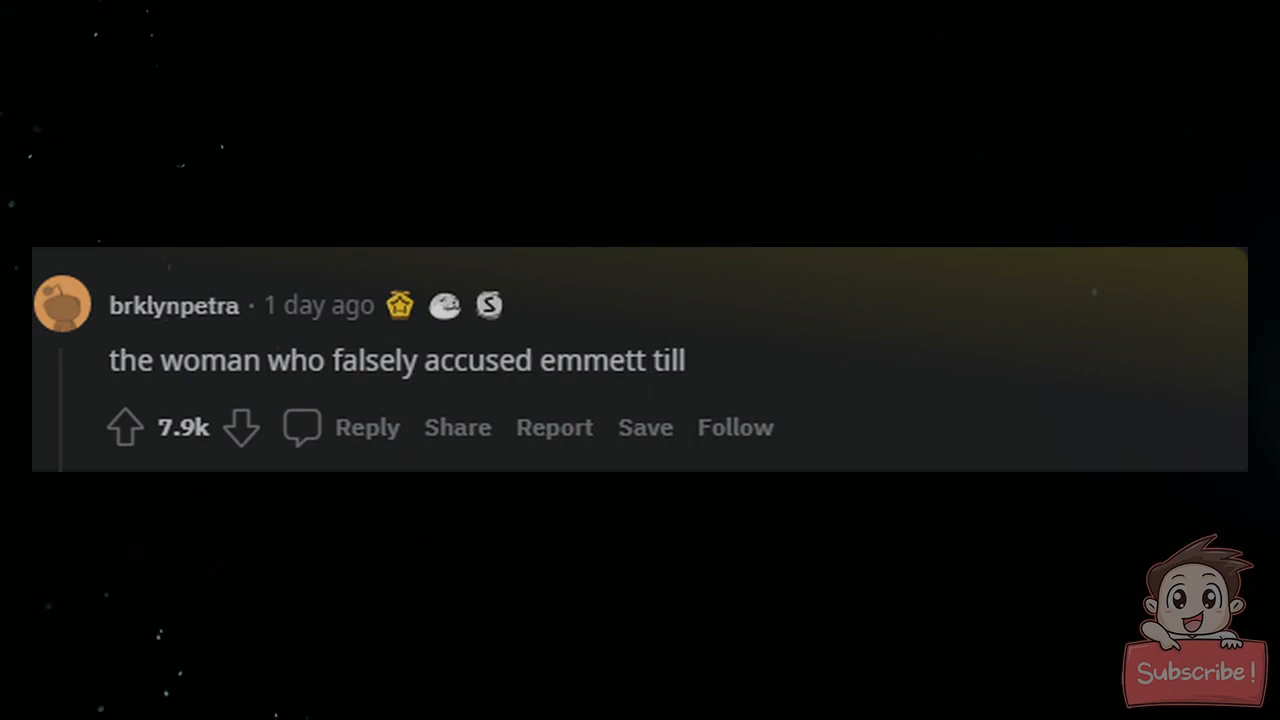 brklynpetra · 1 day ago
the woman who falsely accused emmett till
7.9k Reply Share Report Save Follow
Subscribe!